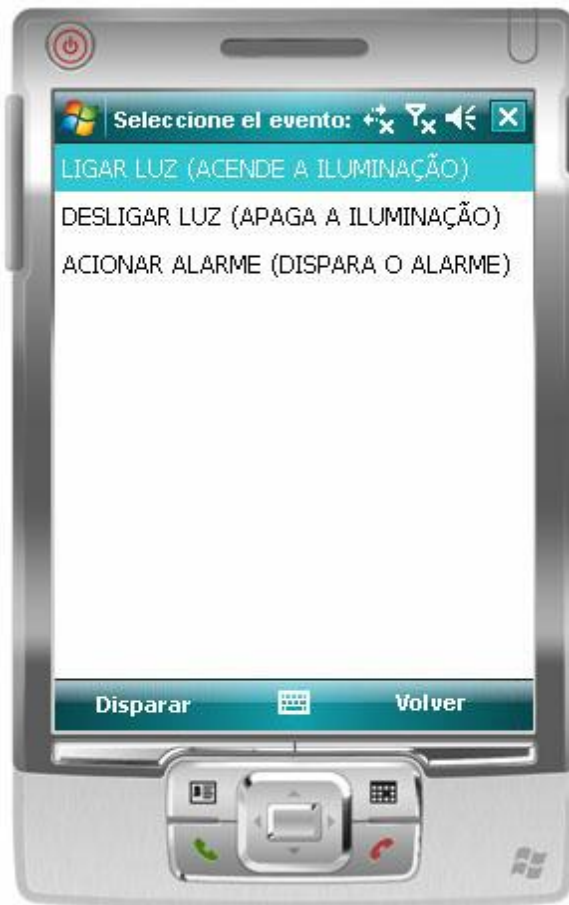 Seleccione el evento:
LIGAR LUZ (ACENDE A ILUMINAÇÃO)
DESLIGAR LUZ (APAGA A ILUMINAÇÃO)
ACIONAR ALARME (DISPARA O ALARME)
Disparar Volver